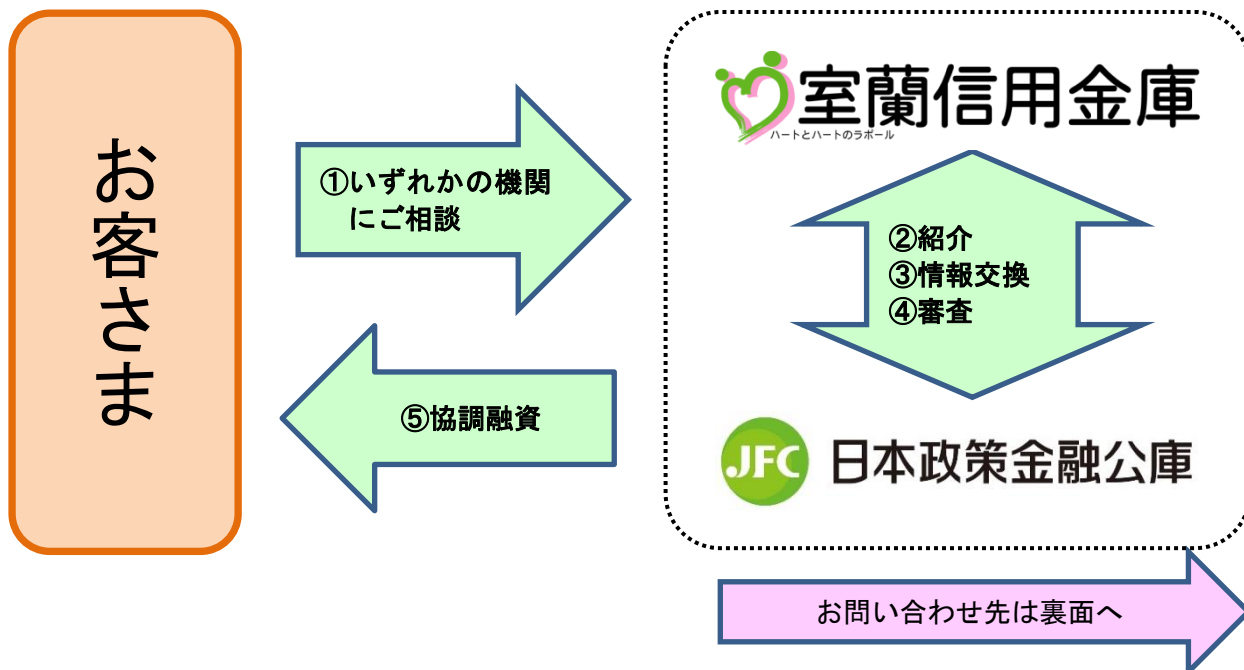 お客さま
①いずれかの機関
にご相談
室蘭信用金庫
ハートとハートのラポール
②紹介
③情報交換
④審査
⑤協調融資
JFC 日本政策金融公庫
お問い合わせ先は裏面へ